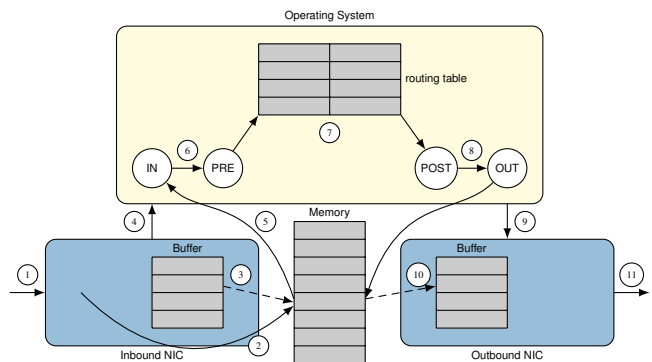 Operating System
routing table
7
6
8
IN
PRE
POST
OUT
4
5
Memory
9
Buffer
Buffer
1
3
10
11
2
Inbound NIC
Outbound NIC